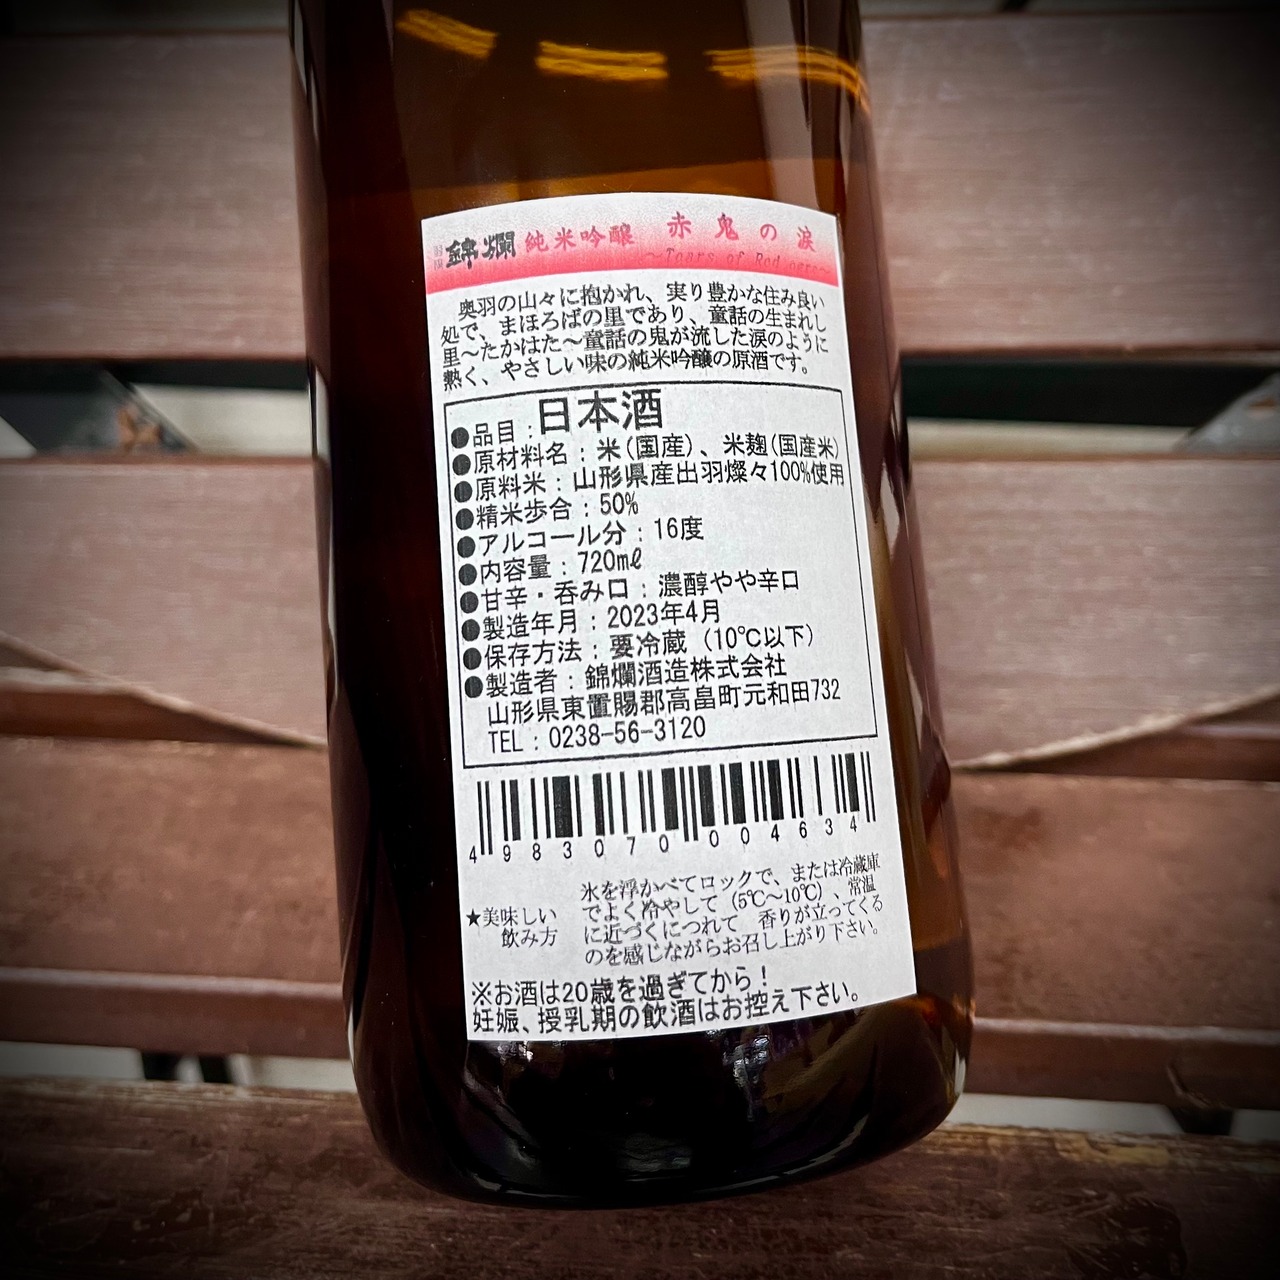 錦爛 純米吟醸 赤鬼の涙
～Tears of Red ogre～
奥羽の山々に抱かれ、実り豊かな住み良い
処で、まほろばの里であり、童話の生まれし
里～たかはた～童話の鬼が流した涙のように
熱く、やさしい味の純米吟醸の原酒です。
●品目：日本酒
●原材料名：米(国産)、米麹(国産米)
●原料米：山形県産出羽燦々100%使用
●精米歩合：50%
●アルコール分：16度
●内容量：720mℓ
●甘辛・呑み口：濃醇やや辛口
●製造年月：2023年4月
●保存方法：要冷蔵（10℃以下）
●製造者：錦爛酒造株式会社
山形県東置賜郡高畠町元和田732
TEL：0238-56-3120
4983070004634
★美味しい
飲み方
氷を浮かべてロックで、または冷蔵庫
でよく冷やして（5℃～10℃）、常温
に近づくにつれて 香りが立ってくる
のを感じながらお召し上がり下さい。
※お酒は20歳を過ぎてから！
妊娠、授乳期の飲酒はお控え下さい。